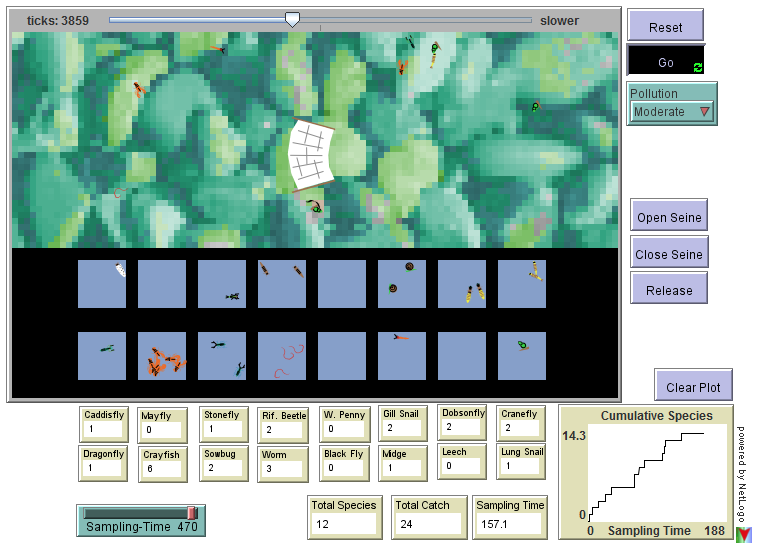 ticks: 3859 slower
Reset
Go
Pollution
Moderate
Open Seine
Close Seine
Release
Clear Plot
Caddisfly Mayfly Stonefly Rif. Beetle W. Penny Gill Snail Dobsonfly Cranefly
1 0 1 2 0 2 2 2
Dragonfly Crayfish Sowbug Worm Black Fly Midge Leech Lung Snail
1 6 2 3 0 1 0 1
Sampling-Time 470
Total Species Total Catch Sampling Time
12 24 157.1
Cumulative Species
14.3
0
0 Sampling Time 188
powered by NetLogo